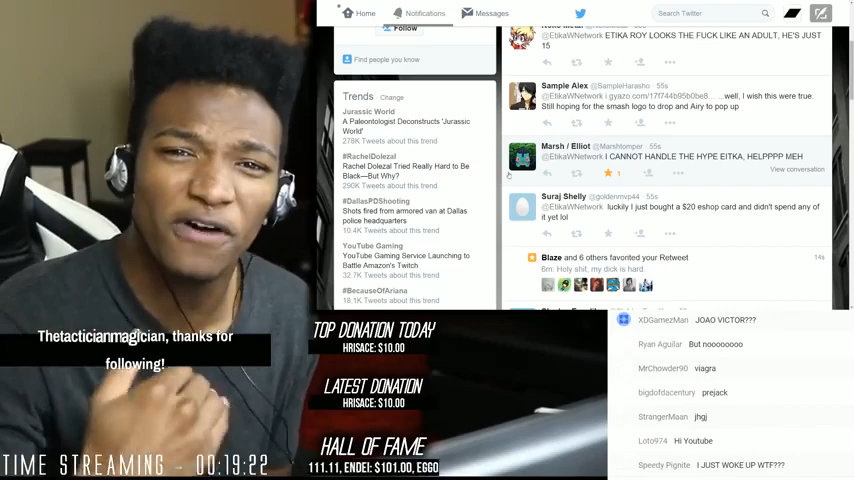 Home
Notifications
Messages
Search Twitter
Follow
Find people you know
Trends Change
Jurassic World
A Paleontologist Deconstructs 'Jurassic
World'
278K Tweets about this trend
#RachelDolezal
Rachel Dolezal Tried Really Hard to Be
Black—But Why?
290K Tweets about this trend
#DallasPDShooting
Shots fired from armored van at Dallas
police headquarters
10.4K Tweets about this trend
YouTube Gaming
YouTube Gaming Service Launching to
Battle Amazon's Twitch
32.7K Tweets about this trend
#BecauseOfAriana
18.1K Tweets about this trend
@EtikaWNetwork ETIKA ROY LOOKS THE FUCK LIKE AN ADULT, HE'S JUST
15
Sample Alex @SampleHarasho · 55s
@EtikaWNetwork i.gyazo.com/17f744b95b0be8... ...well, I wish this were true.
Still hoping for the smash logo to drop and Airy to pop up
Marsh / Elliot @Marshtomper · 55s
@EtikaWNetwork I CANNOT HANDLE THE HYPE EITKA, HELPPPP MEH
1
View conversation
Suraj Shelly @goldenmvp44 · 55s
@EtikaWNetwork luckily I just bought a $20 eshop card and didn't spend any of
it yet lol
Blaze and 6 others favorited your Retweet
14s
6m: Holy shit, my dick is hard.
Thetacticianmagician, thanks for
following!
TOP DONATION TODAY
HRISACE: $10.00
LATEST DONATION
HRISACE: $10.00
HALL OF FAME
111.11, ENDEI: $101.00, EGGO
TIME STREAMING - 00:19:22
XDGamezMan JOAO VICTOR???
Ryan Aguilar But noooooooo
MrChowder90 viagra
bigdofdacentury prejack
StrangerMaan jhgj
Loto974 Hi Youtube
Speedy Pignite I JUST WOKE UP WTF???